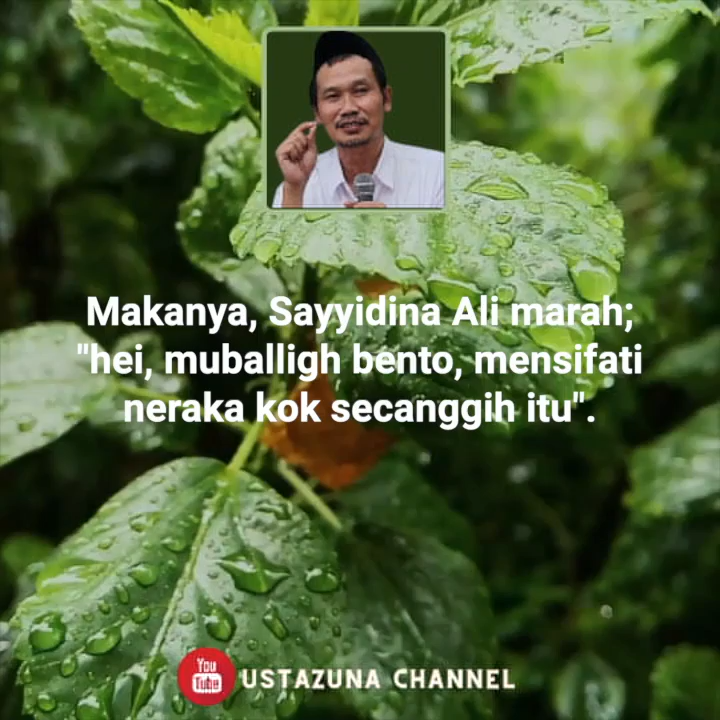 Makanya, Sayyidina Ali marah;
"hei, muballigh bento, mensifati
neraka kok secanggih itu".
You
Tube
USTAZUNA CHANNEL